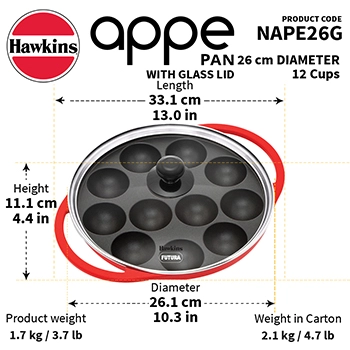 Hawkins
appe
PRODUCT CODE
NAPE26G
PAN 26 cm DIAMETER
WITH GLASS LID
12 Cups
Length
33.1 cm
13.0 in
Height
11.1 cm
4.4 in
Hawkins
FUTURA
Diameter
26.1 cm
10.3 in
Product weight
1.7 kg / 3.7 lb
Weight in Carton
2.1 kg / 4.7 lb